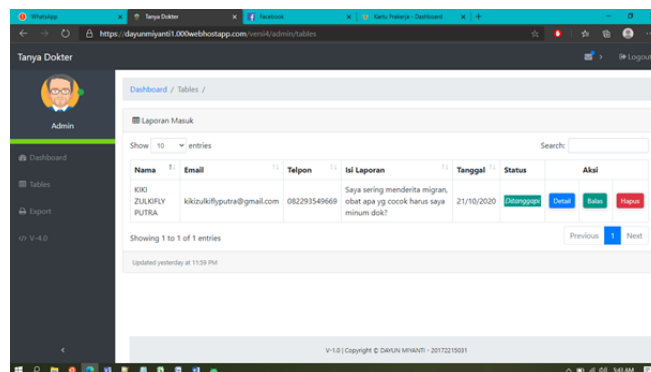 WhatsApp
Tanya Dokter
Facebook
Kartu Prakerja - Dashboard
https://dayunmiyanti1.000webhostapp.com/versi4/admin/tables
Tanya Dokter
Logout
Admin
Dashboard
Tables
Export
V-4.0
Dashboard / Tables /
Laporan Masuk
Show 10 entries
Search:
Nama Email Telpon Isi Laporan Tanggal Status Aksi
KIKI ZULKIFLY PUTRA
kikizulkiflyputra@gmail.com
082293549669
Saya sering menderita migran,
obat apa yg cocok harus saya
minum dok?
21/10/2020
Ditanggapi
Detail
Balas
Hapus
Showing 1 to 1 of 1 entries
Previous 1 Next
Updated yesterday at 11:59 PM
V-1.0 | Copyright © DAYUN MIYANTI - 20172215031
5:41 AM